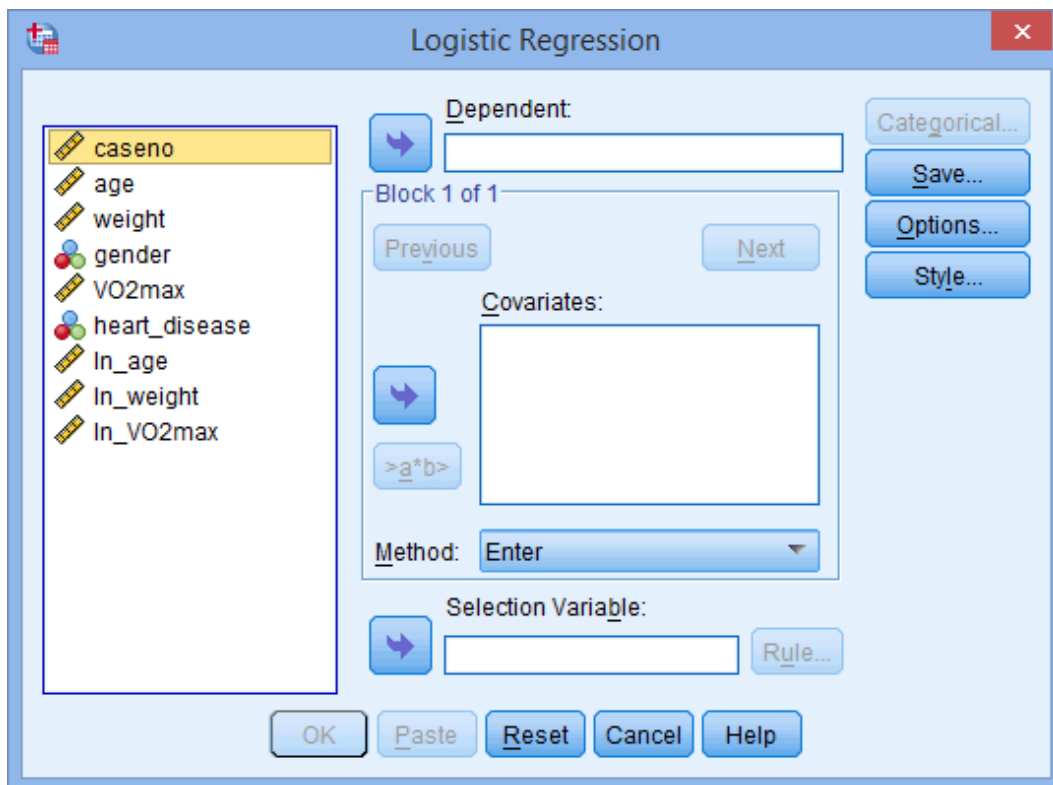 Logistic Regression
Dependent:
Categorical...
caseno
age
weight
gender
VO2max
heart_disease
ln_age
ln_weight
ln_VO2max
Save...
Options...
Style...
Block 1 of 1
Previous
Next
Covariates:
>a*b>
Method: Enter
Selection Variable:
Rule...
OK Paste Reset Cancel Help